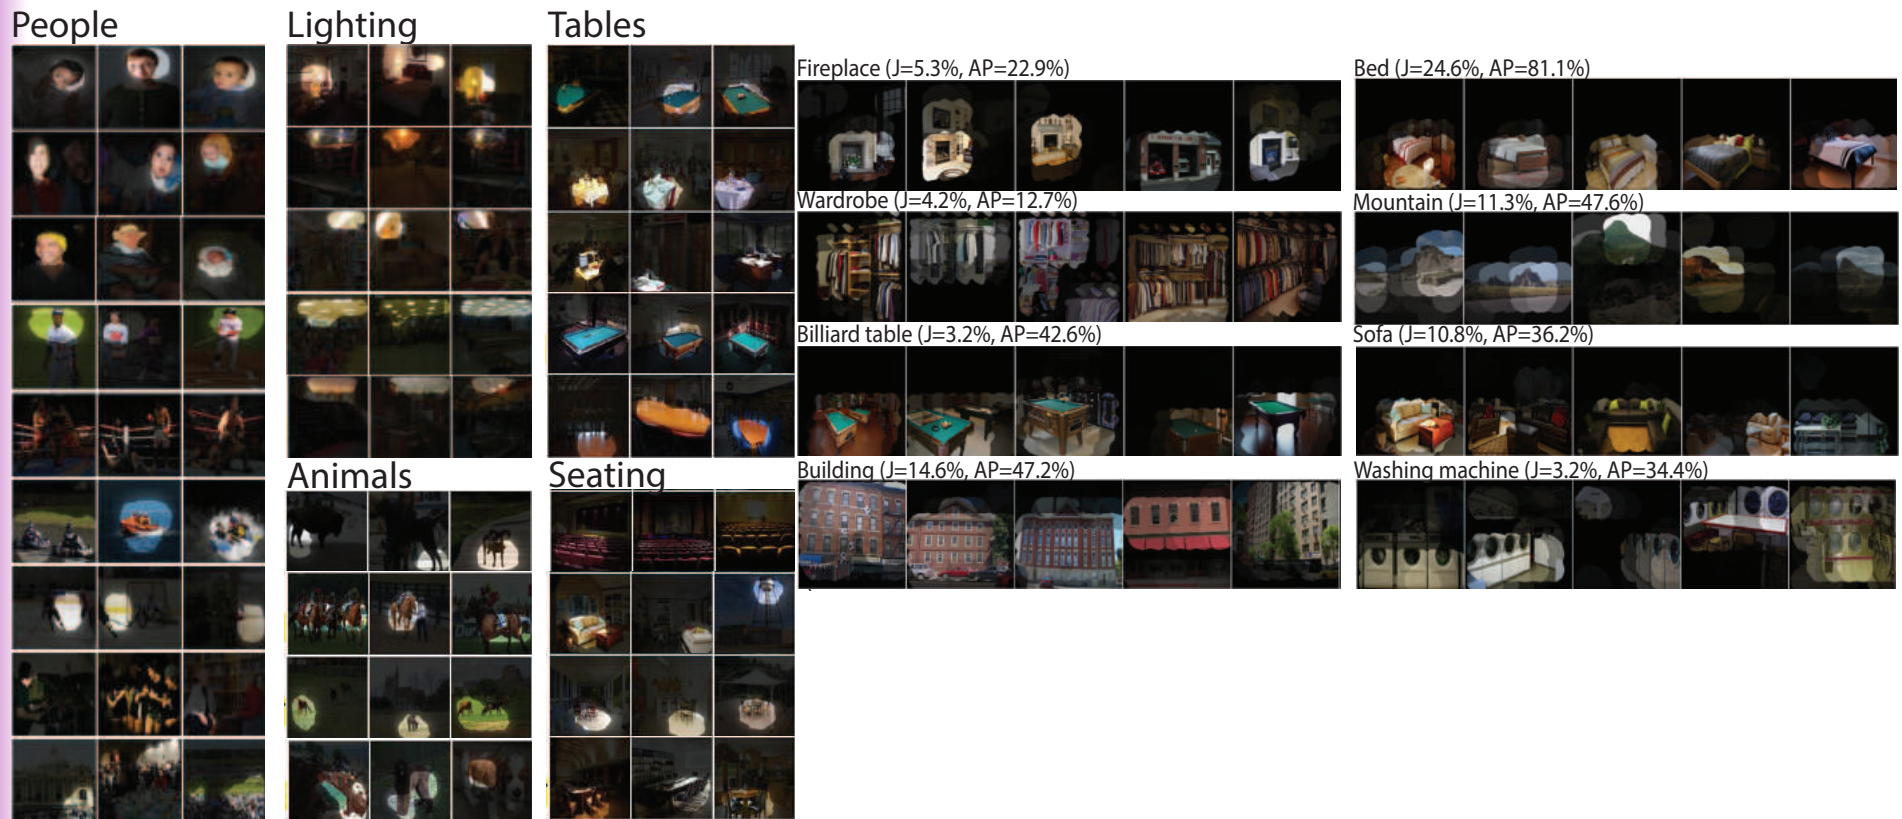 People
Lighting
Tables
Fireplace (J=5.3%, AP=22.9%)
Bed (J=24.6%, AP=81.1%)
Wardrobe (J=4.2%, AP=12.7%)
Mountain (J=11.3%, AP=47.6%)
Billiard table (J=3.2%, AP=42.6%)
Sofa (J=10.8%, AP=36.2%)
Animals
Seating
Building (J=14.6%, AP=47.2%)
Washing machine (J=3.2%, AP=34.4%)